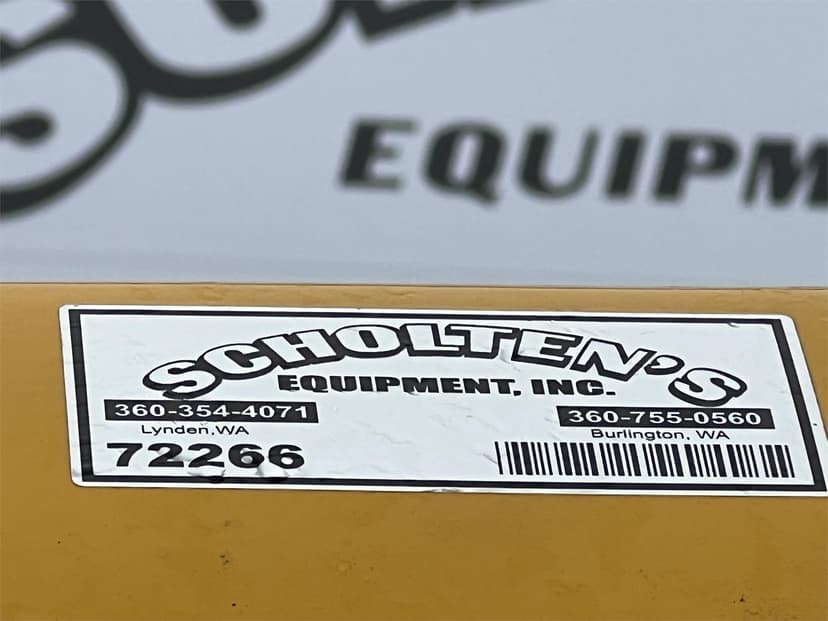 EQUIPM
SCHOLTEN'S
EQUIPMENT, INC.
360-354-4071
Lynden, WA
72266
360-755-0560
Burlington, WA